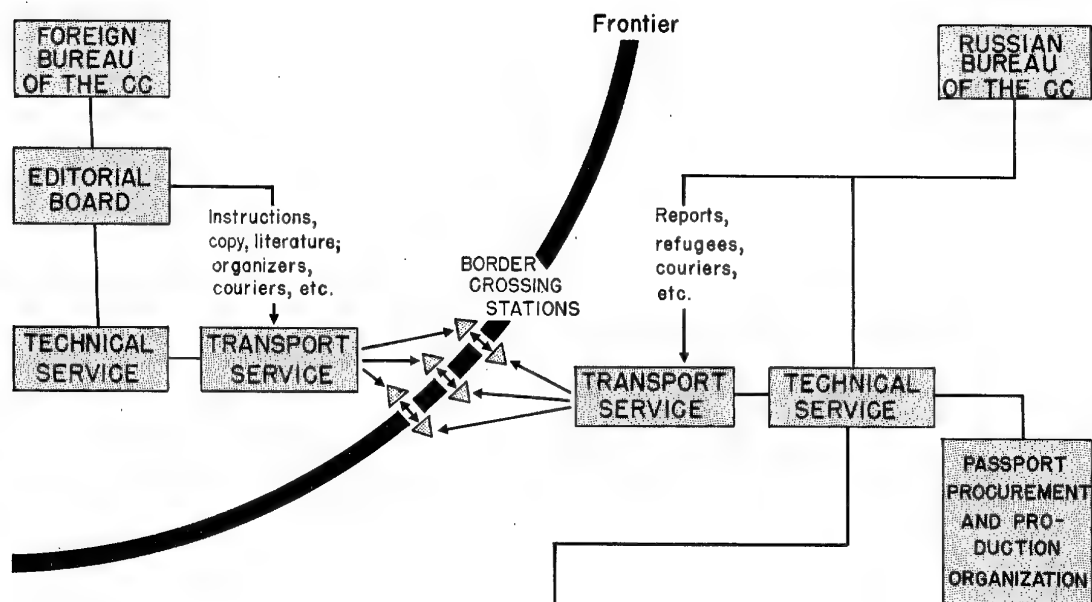 Frontier
FOREIGN
BUREAU
OF THE CC
RUSSIAN
BUREAU
OF THE CC
EDITORIAL
BOARD
Instructions,
copy, literature;
organizers,
couriers, etc.
Reports,
refugees,
couriers,
etc.
BORDER
CROSSING
STATIONS
TECHNICAL
SERVICE
TRANSPORT
SERVICE
TRANSPORT
SERVICE
TECHNICAL
SERVICE
PASSPORT
PROCUREMENT
AND PRO-
DUCTION
ORGANIZATION